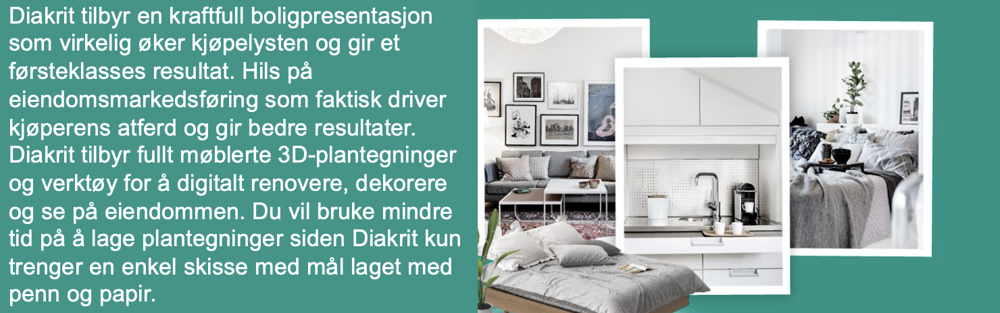 Diakrit tilbyr en kraftfull boligpresentasjon
som virkelig øker kjøpelysten og gir et
førsteklasses resultat. Hils på
eiendomsmarkedsføring som faktisk driver
kjøperens atferd og gir bedre resultater.
Diakrit tilbyr fullt møblerte 3D-plantegninger
og verktøy for å digitalt renovere, dekorere
og se på eiendommen. Du vil bruke mindre
tid på å lage plantegninger siden Diakrit kun
trenger en enkel skisse med mål laget med
penn og papir.